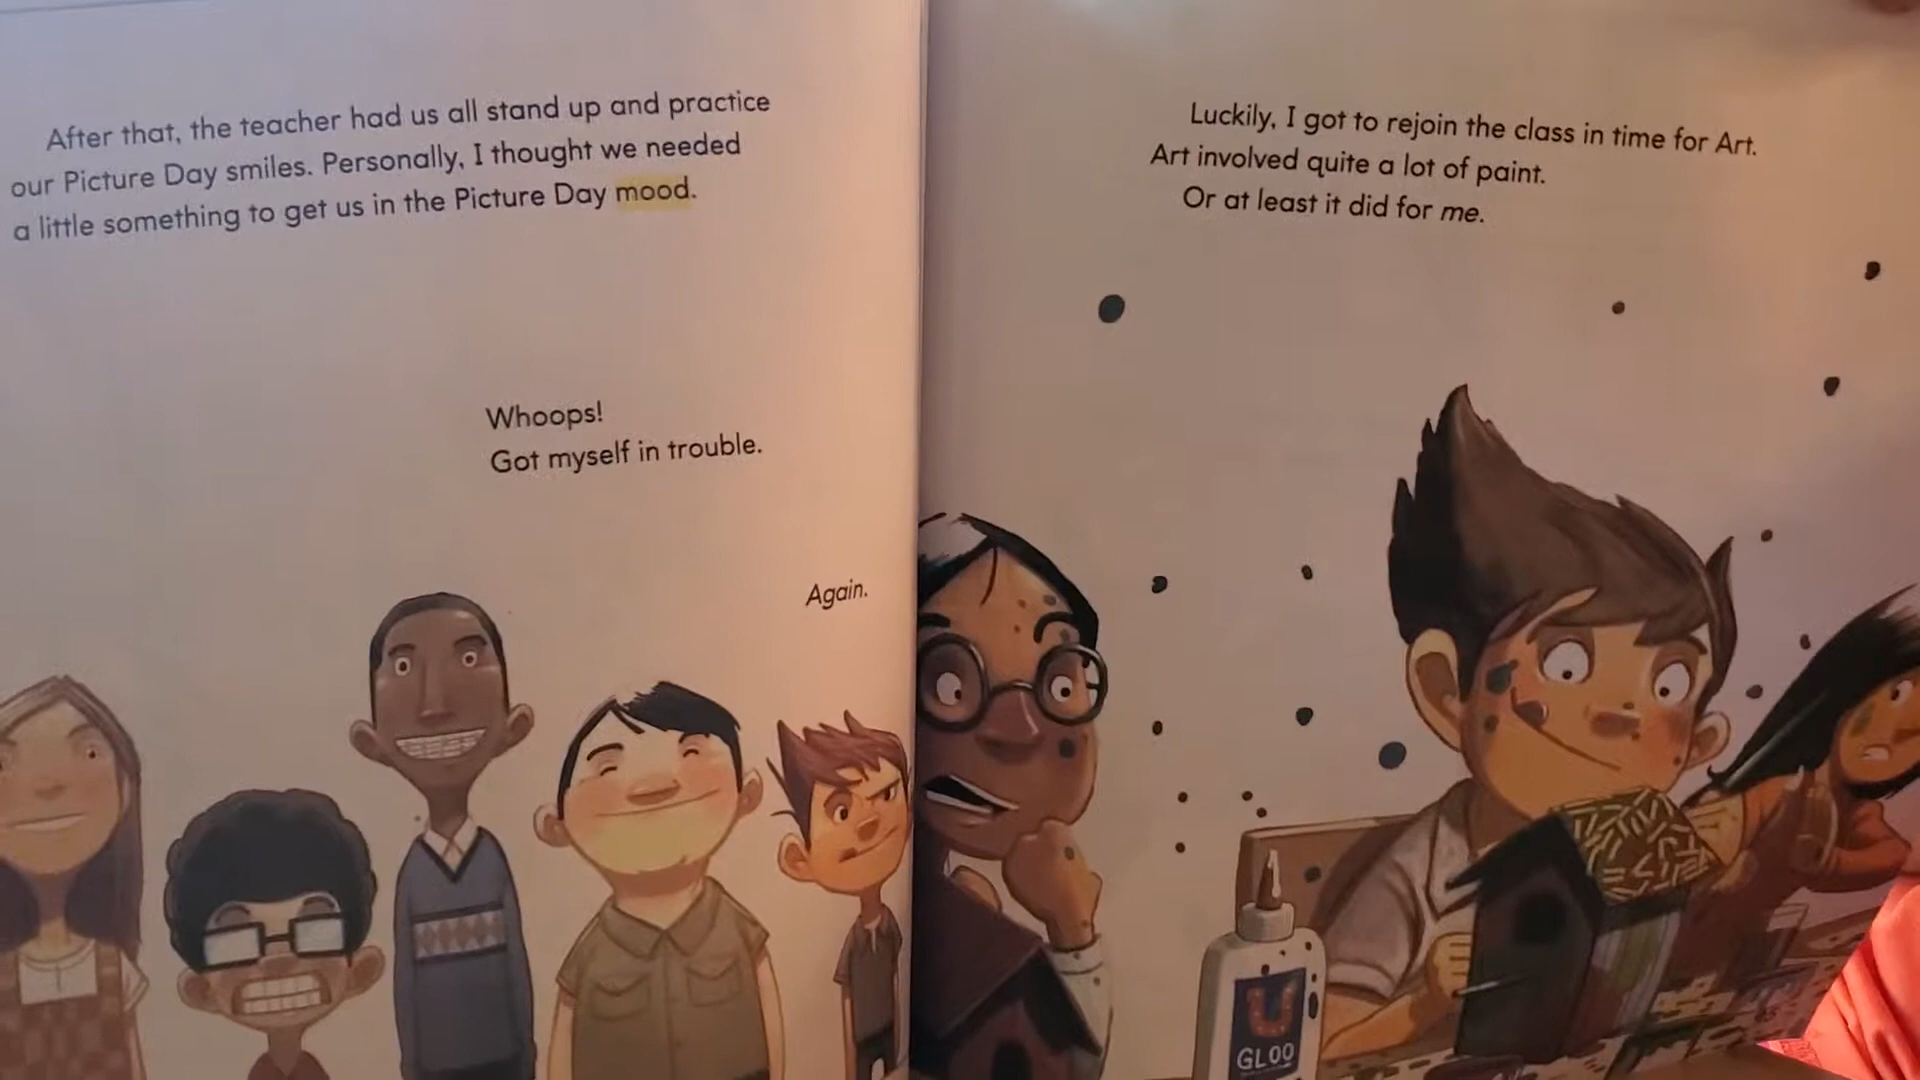 After that, the teacher had us all stand up and practice
our Picture Day smiles. Personally, I thought we needed
a little something to get us in the Picture Day mood.
Whoops!
Got myself in trouble.
Again.
Luckily, I got to rejoin the class in time for Art.
Art involved quite a lot of paint.
Or at least it did for me.
U
GLOO